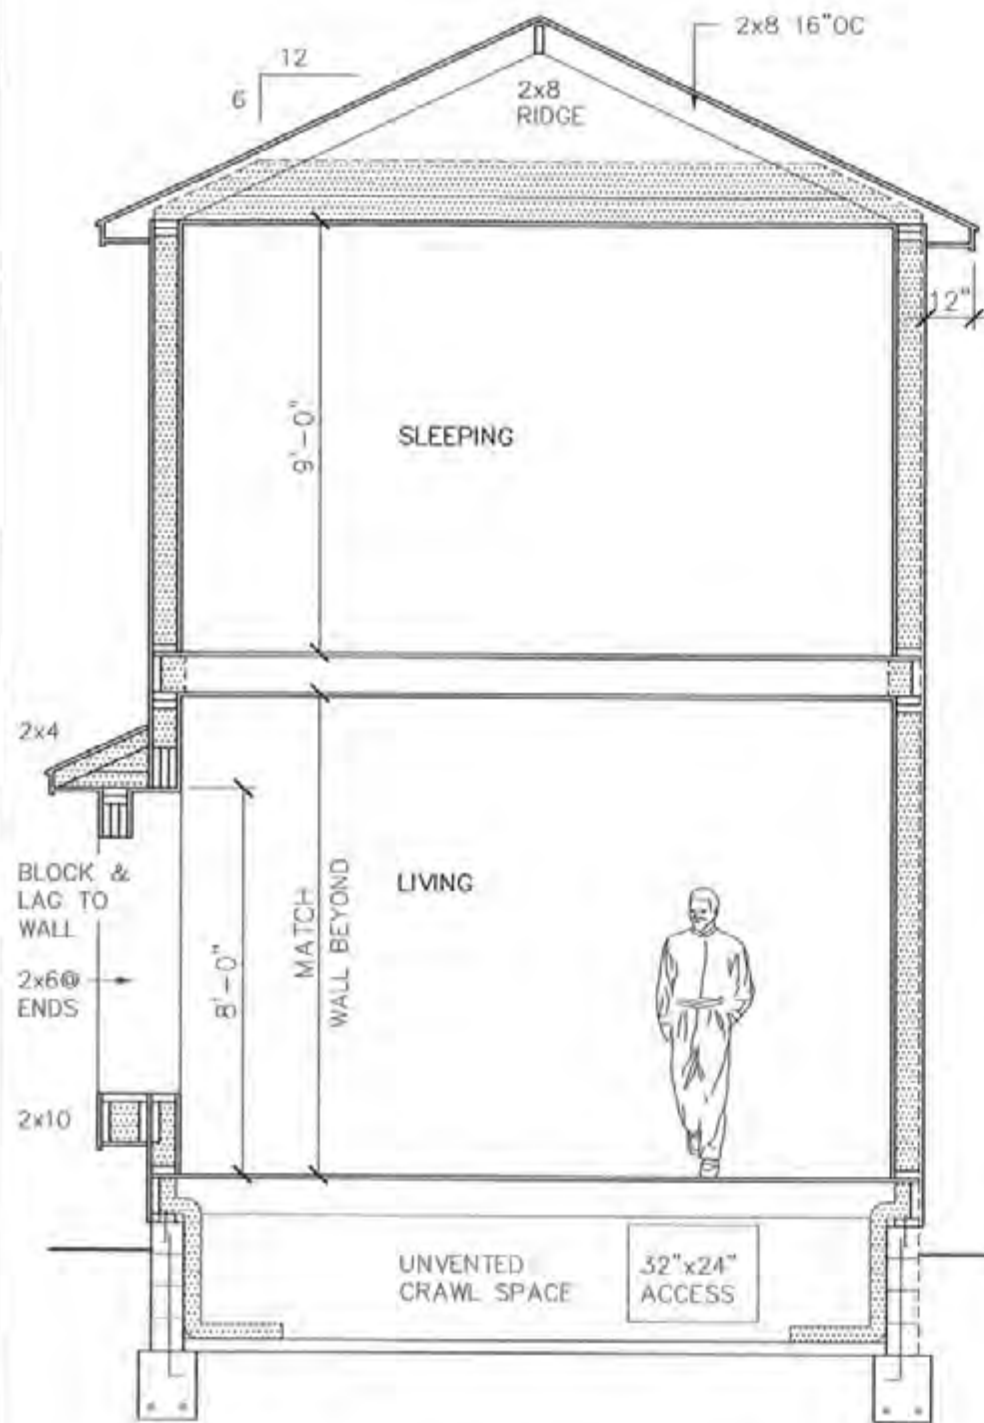 2x8 16"OC
12
6
2x8
RIDGE
12"
9'-0"
SLEEPING
2x4
BLOCK &
LAG TO
WALL
2x6@
ENDS
8'-0"
MATCH
WALL BEYOND
LIVING
2x10
UNVENTED
CRAWL SPACE
32"x24"
ACCESS